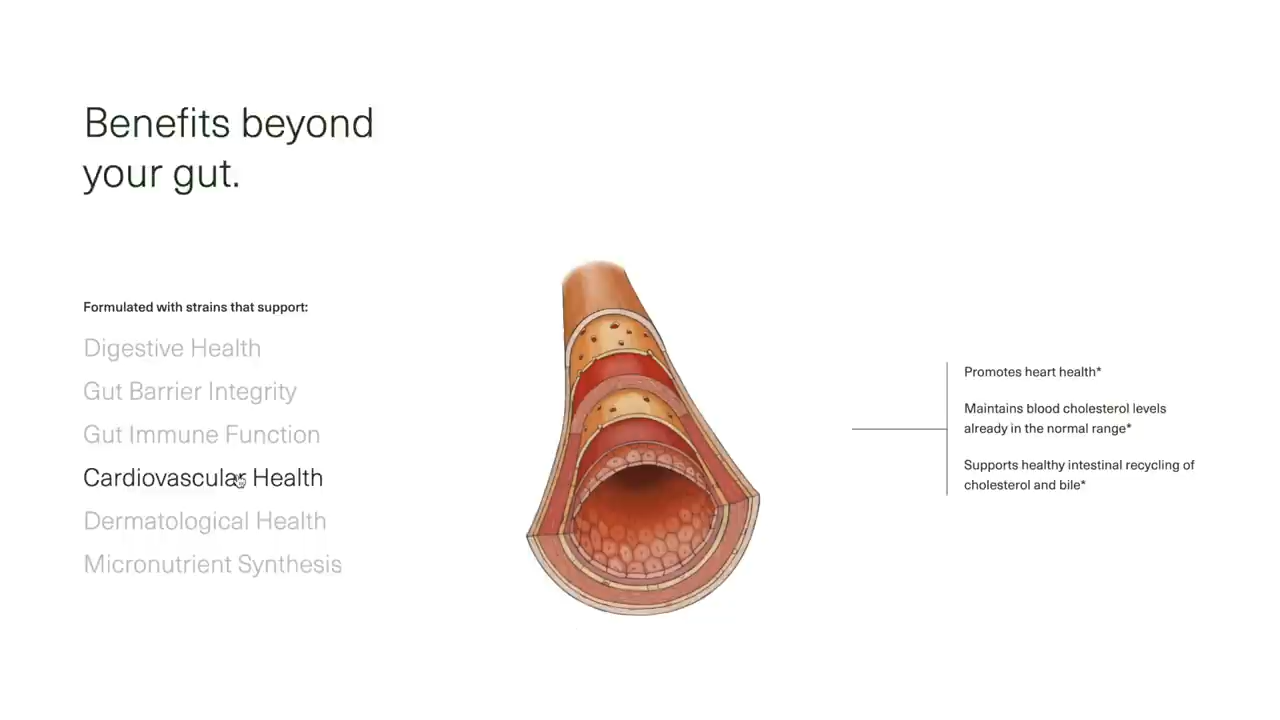 Benefits beyond
your gut.
Formulated with strains that support:
Digestive Health
Gut Barrier Integrity
Gut Immune Function
Cardiovascular Health
Dermatological Health
Micronutrient Synthesis
Promotes heart health*
Maintains blood cholesterol levels
already in the normal range*
Supports healthy intestinal recycling of
cholesterol and bile*